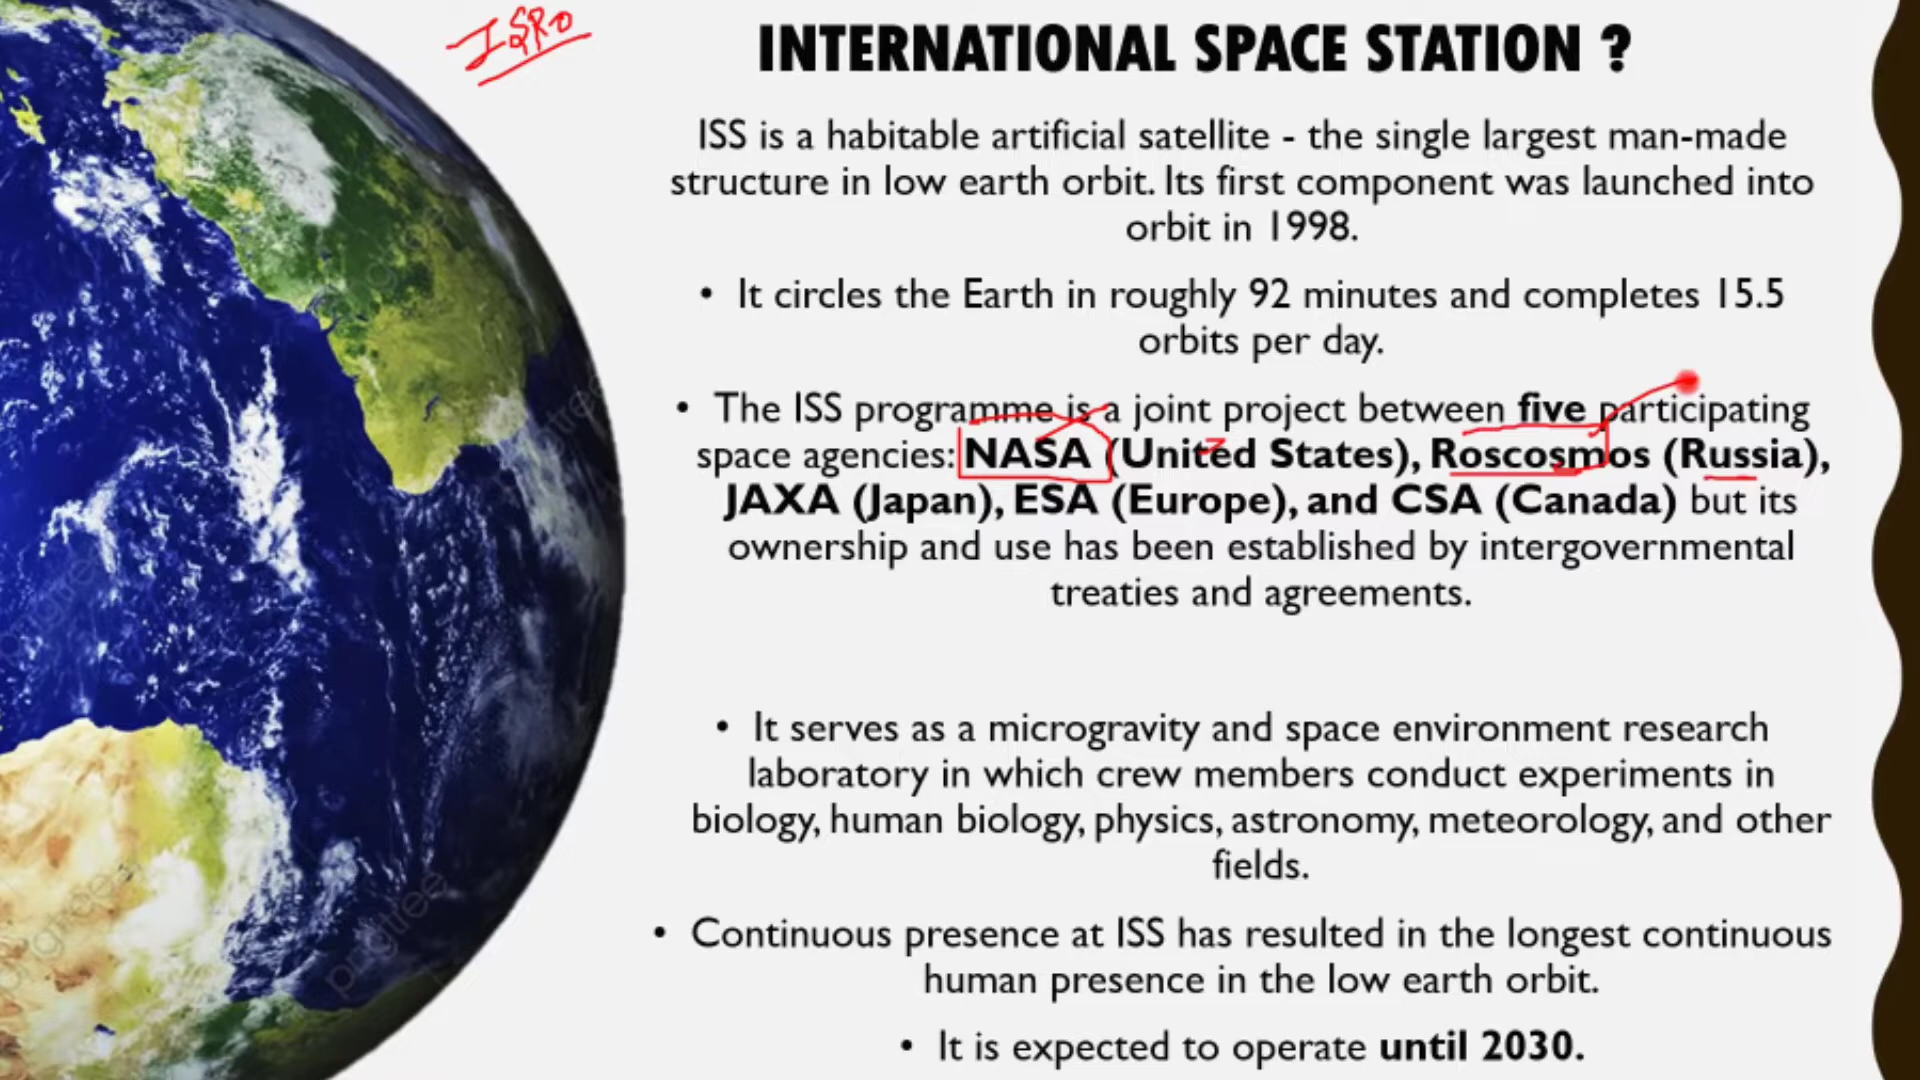 ISRO
INTERNATIONAL SPACE STATION ?
ISS is a habitable artificial satellite - the single largest man-made
structure in low earth orbit. Its first component was launched into
orbit in 1998.
• It circles the Earth in roughly 92 minutes and completes 15.5
orbits per day.
• The ISS programme is a joint project between five participating
space agencies: NASA (United States), Roscosmos (Russia),
JAXA (Japan), ESA (Europe), and CSA (Canada) but its
ownership and use has been established by intergovernmental
treaties and agreements.
• It serves as a microgravity and space environment research
laboratory in which crew members conduct experiments in
biology, human biology, physics, astronomy, meteorology, and other
fields.
• Continuous presence at ISS has resulted in the longest continuous
human presence in the low earth orbit.
• It is expected to operate until 2030.
pngtree